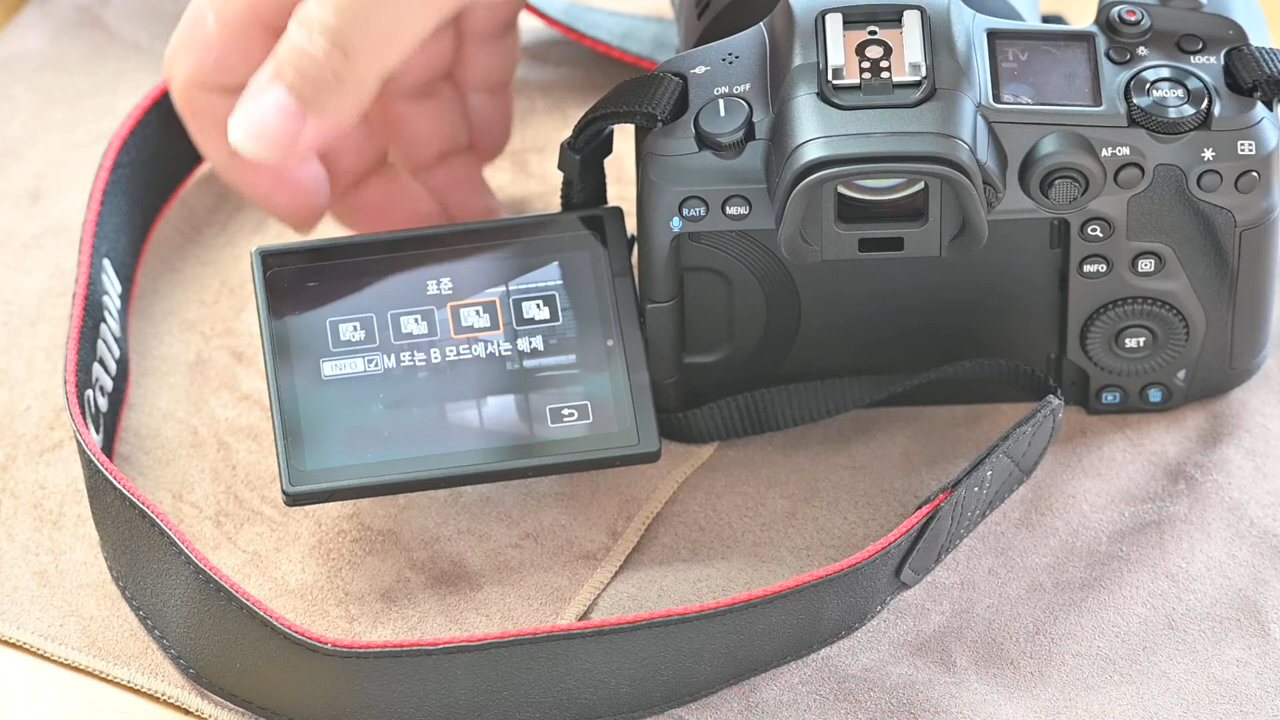 ON OFF
LOCK
MODE
Tv
AF-ON
RATE
MENU
INFO
SET
표준
OFF
INFO M 또는 B 모드에서는 해제
Canon